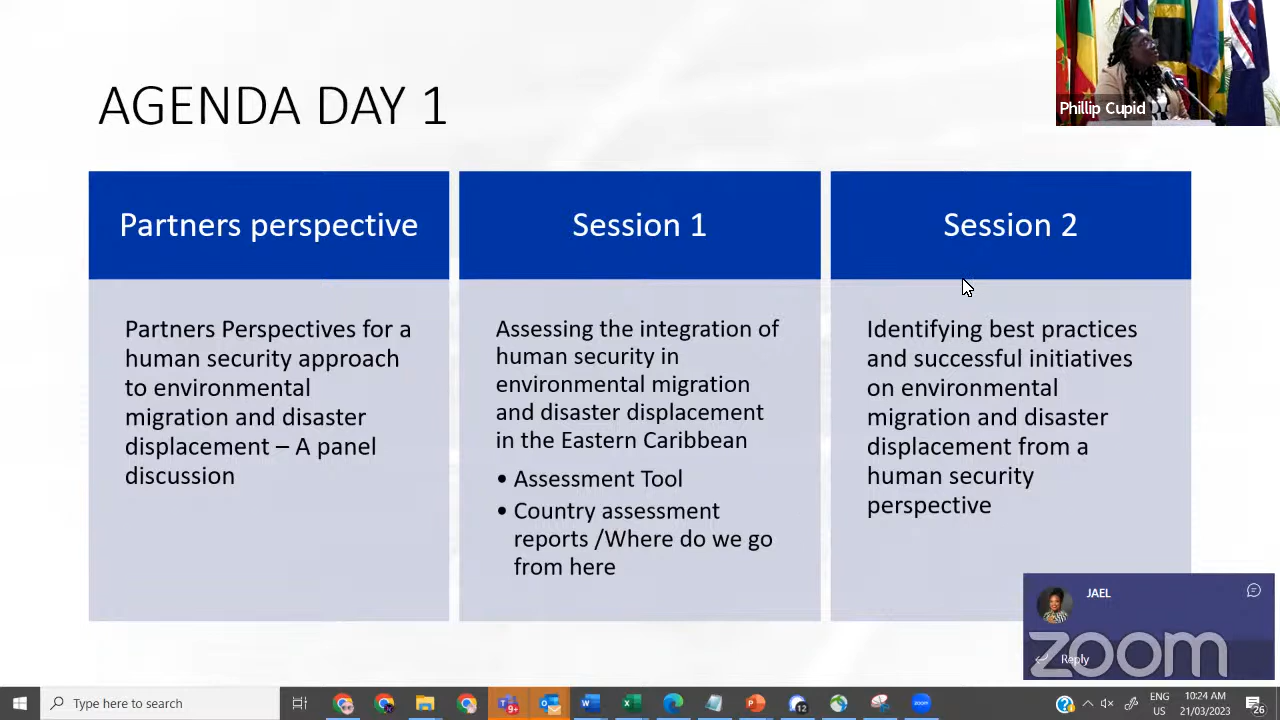 Phillip Cupid
AGENDA DAY 1
Partners perspective
Partners Perspectives for a
human security approach
to environmental
migration and disaster
displacement – A panel
discussion
Session 1
Assessing the integration of
human security in
environmental migration
and disaster displacement
in the Eastern Caribbean
• Assessment Tool
• Country assessment
reports /Where do we go
from here
Session 2
Identifying best practices
and successful initiatives
on environmental
migration and disaster
displacement from a
human security
perspective
JAEL
Reply
zoom
Type here to search
9+
12
zoom
ENG
US
10:24 AM
21/03/2023
26